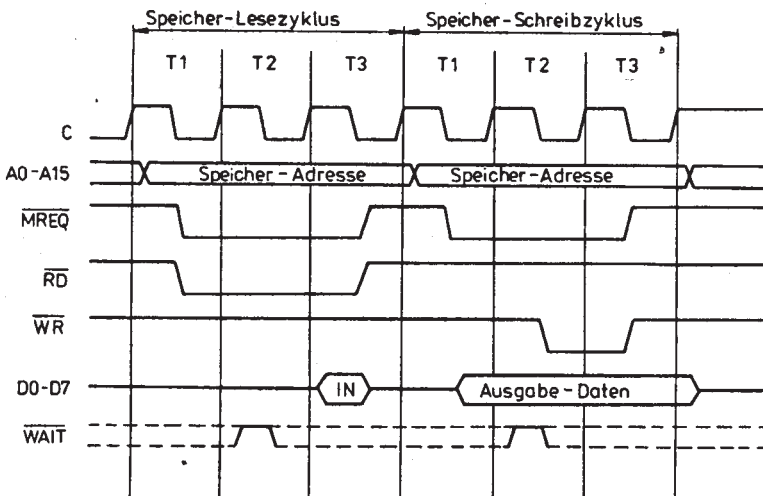 Speicher-Lesezyklus Speicher-Schreibzyklus
T1 T2 T3 T1 T2 T3
C
A0-A15 Speicher-Adresse Speicher-Adresse
MREQ
RD
WR
D0-D7 IN Ausgabe-Daten
WAIT